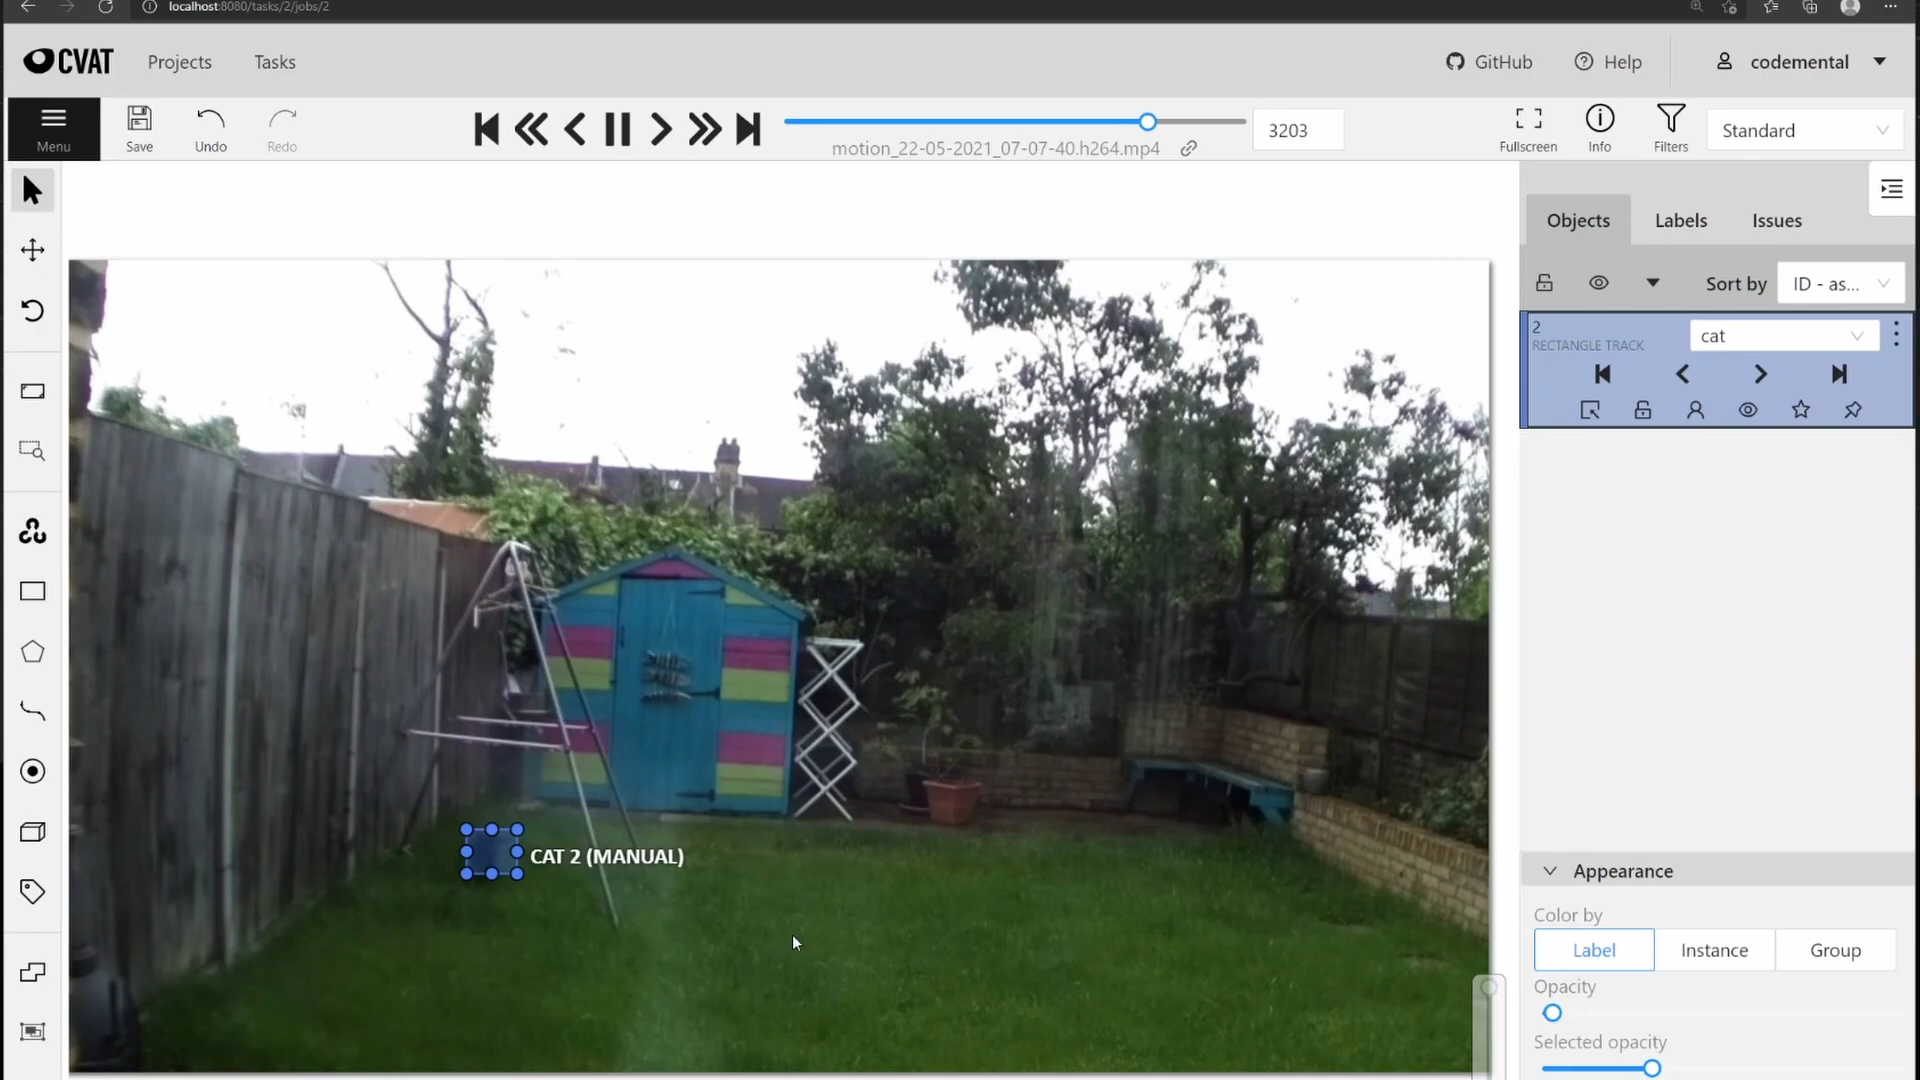 localhost:8080/tasks/2/jobs/2
CVAT
Projects
Tasks
GitHub
Help
codemental
Menu
Save
Undo
Redo
3203
motion_22-05-2021_07-07-40.h264.mp4
Fullscreen
Info
Filters
Standard
Objects
Labels
Issues
Sort by
ID - as...
2
RECTANGLE TRACK
cat
CAT 2 (MANUAL)
Appearance
Color by
Label
Instance
Group
Opacity
Selected opacity